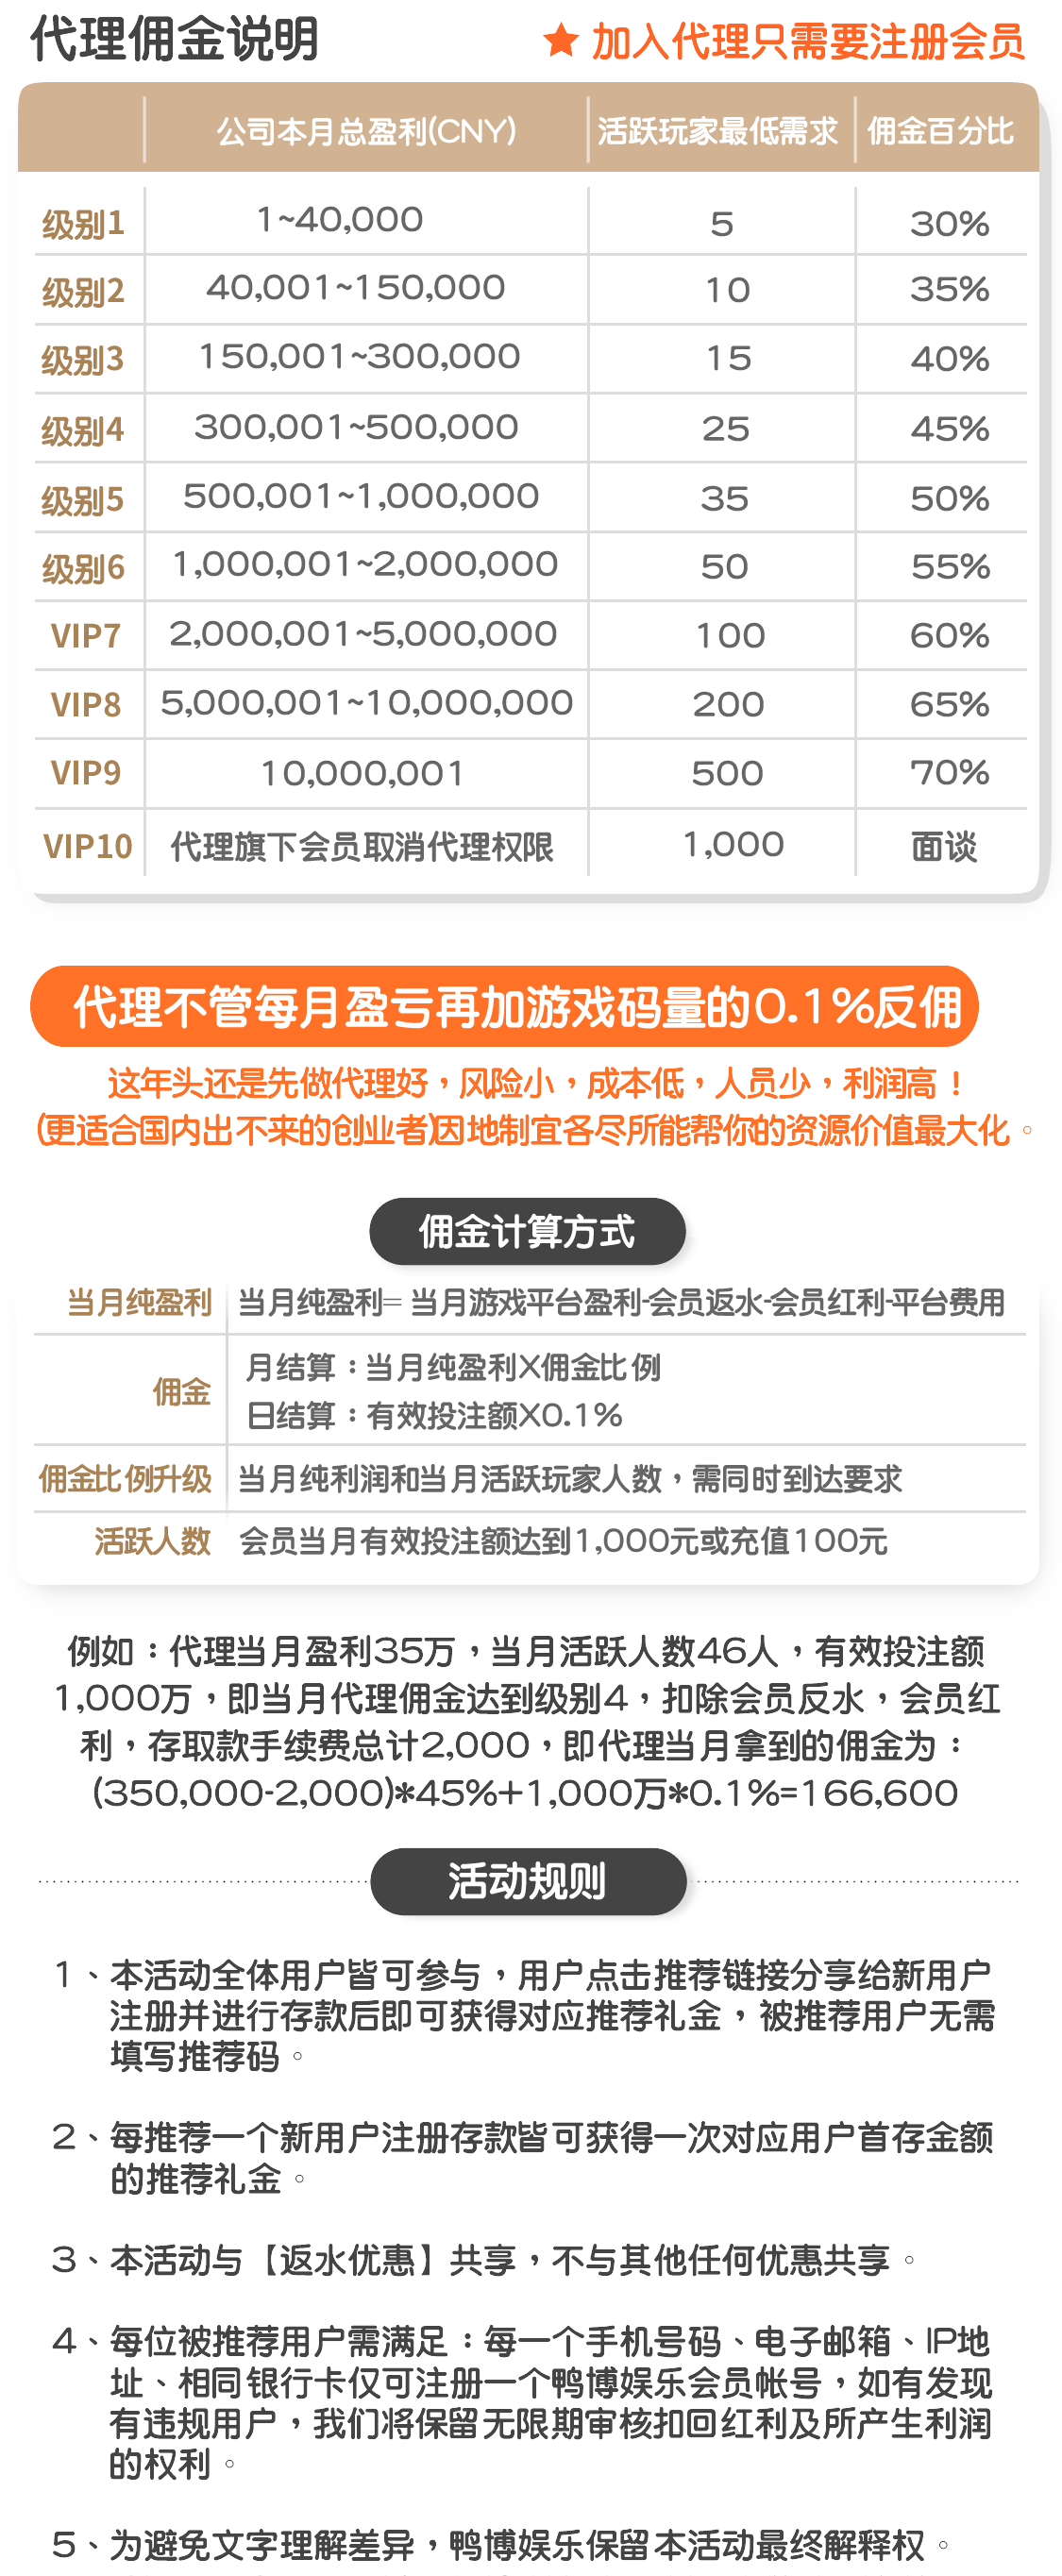 代理佣金说明
★ 加入代理只需要注册会员
公司本月总盈利(CNY) 活跃玩家最低需求 佣金百分比
级别1 1~40,000 5 30%
级别2 40,001~150,000 10 35%
级别3 150,001~300,000 15 40%
级别4 300,001~500,000 25 45%
级别5 500,001~1,000,000 35 50%
级别6 1,000,001~2,000,000 50 55%
VIP7 2,000,001~5,000,000 100 60%
VIP8 5,000,001~10,000,000 200 65%
VIP9 10,000,001 500 70%
VIP10 代理旗下会员取消代理权限 1,000 面谈
代理不管每月盈亏再加游戏码量的0.1%反佣
这年头还是先做代理好，风险小，成本低，人员少，利润高！
(更适合国内出不来的创业者)因地制宜各尽所能帮你的资源价值最大化。
佣金计算方式
当月纯盈利 当月纯盈利= 当月游戏平台盈利-会员返水-会员红利-平台费用
佣金 月结算：当月纯盈利X佣金比例
日结算：有效投注额X0.1%
佣金比例升级 当月纯利润和当月活跃玩家人数，需同时到达要求
活跃人数 会员当月有效投注额达到1,000元或充值100元
例如：代理当月盈利35万，当月活跃人数46人，有效投注额
1,000万，即当月代理佣金达到级别4，扣除会员反水，会员红
利，存取款手续费总计2,000，即代理当月拿到的佣金为：
(350,000-2,000)*45%+1,000万*0.1%=166,600
活动规则
1、本活动全体用户皆可参与，用户点击推荐链接分享给新用户
注册并进行存款后即可获得对应推荐礼金，被推荐用户无需
填写推荐码。
2、每推荐一个新用户注册存款皆可获得一次对应用户首存金额
的推荐礼金。
3、本活动与【返水优惠】共享，不与其他任何优惠共享。
4、每位被推荐用户需满足：每一个手机号码、电子邮箱、IP地
址、相同银行卡仅可注册一个鸭博娱乐会员帐号，如有发现
有违规用户，我们将保留无限期审核扣回红利及所产生利润
的权利。
5、为避免文字理解差异，鸭博娱乐保留本活动最终解释权。